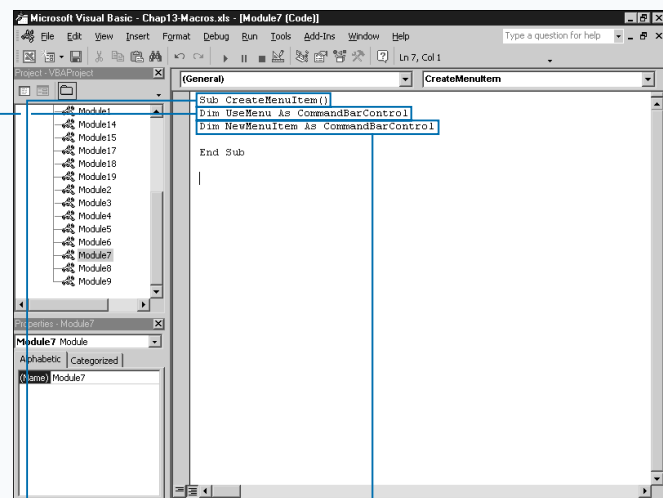 Microsoft Visual Basic - Chap13-Macros.xls - [Module7 (Code)]
File Edit View Insert Format Debug Run Tools Add-Ins Window Help Type a question for help
Ln 7, Col 1
Project - VBAProject
(General) CreateMenuItem
Module1
Module14
Module15
Module17
Module18
Module19
Module2
Module3
Module4
Module5
Module6
Module7
Module8
Module9
Sub CreateMenuItem()
Dim UseMenu As CommandBarControl
Dim NewMenuItem As CommandBarControl
End Sub
Properties - Module7
Module7 Module
Alphabetic Categorized
(Name) Module7